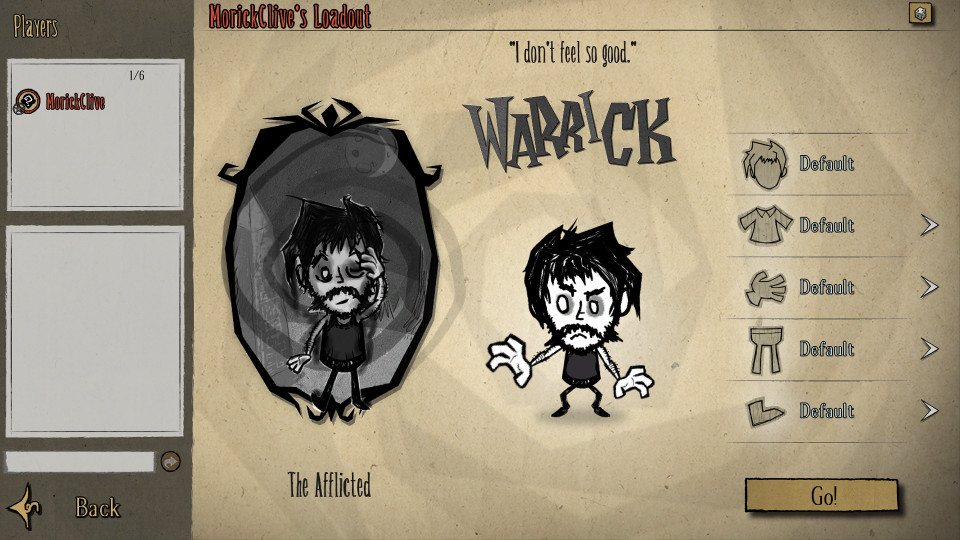 Players
1/6
MorickClive
Back
MorickClive's Loadout
"I don't feel so good."
WARRICK
The Afflicted
Default
Default
Default
Default
Default
Go!